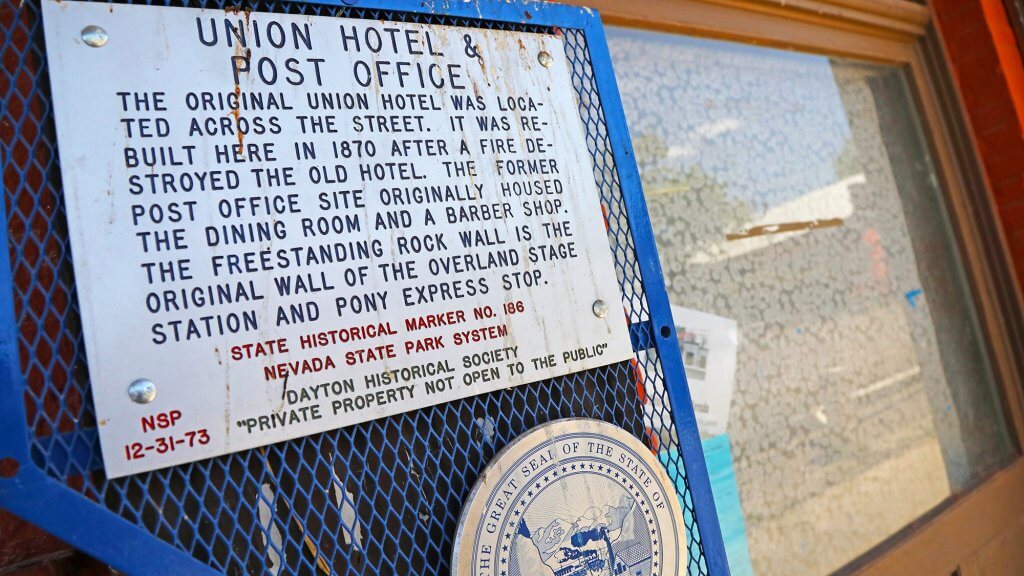 UNION HOTEL &
POST OFFICE
THE ORIGINAL UNION HOTEL WAS LOCA-
TED ACROSS THE STREET. IT WAS RE-
BUILT HERE IN 1870 AFTER A FIRE DE-
STROYED THE OLD HOTEL. THE FORMER
POST OFFICE SITE ORIGINALLY HOUSED
THE DINING ROOM AND A BARBER SHOP.
THE FREESTANDING ROCK WALL IS THE
ORIGINAL WALL OF THE OVERLAND STAGE
STATION AND PONY EXPRESS STOP.
STATE HISTORICAL MARKER NO. 186
NEVADA STATE PARK SYSTEM
DAYTON HISTORICAL SOCIETY
"PRIVATE PROPERTY NOT OPEN TO THE PUBLIC"
NSP
12-31-73
THE GREAT SEAL OF THE STATE OF